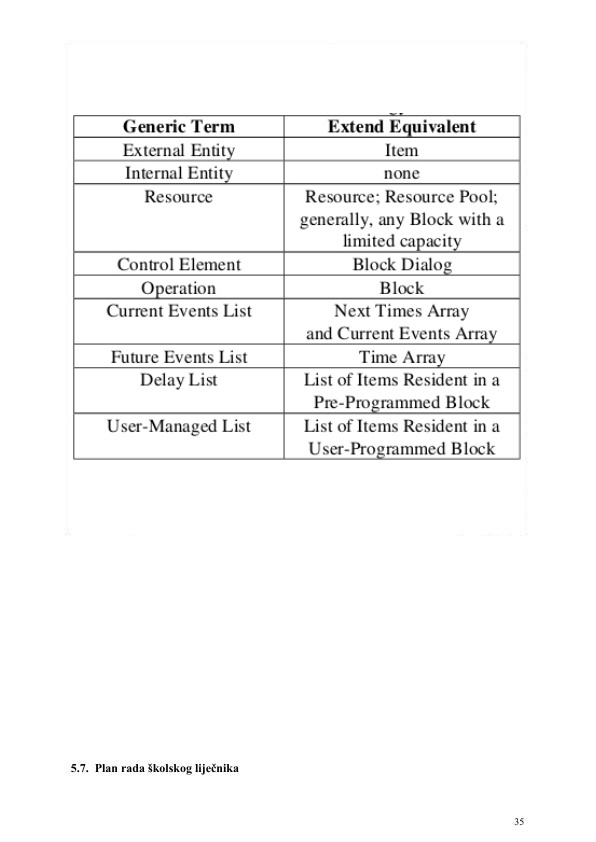 Generic Term Extend Equivalent
External Entity Item
Internal Entity none
Resource Resource; Resource Pool;
generally, any Block with a
limited capacity
Control Element Block Dialog
Operation Block
Current Events List Next Times Array
and Current Events Array
Future Events List Time Array
Delay List List of Items Resident in a
Pre-Programmed Block
User-Managed List List of Items Resident in a
User-Programmed Block
5.7. Plan rada školskog liječnika
35